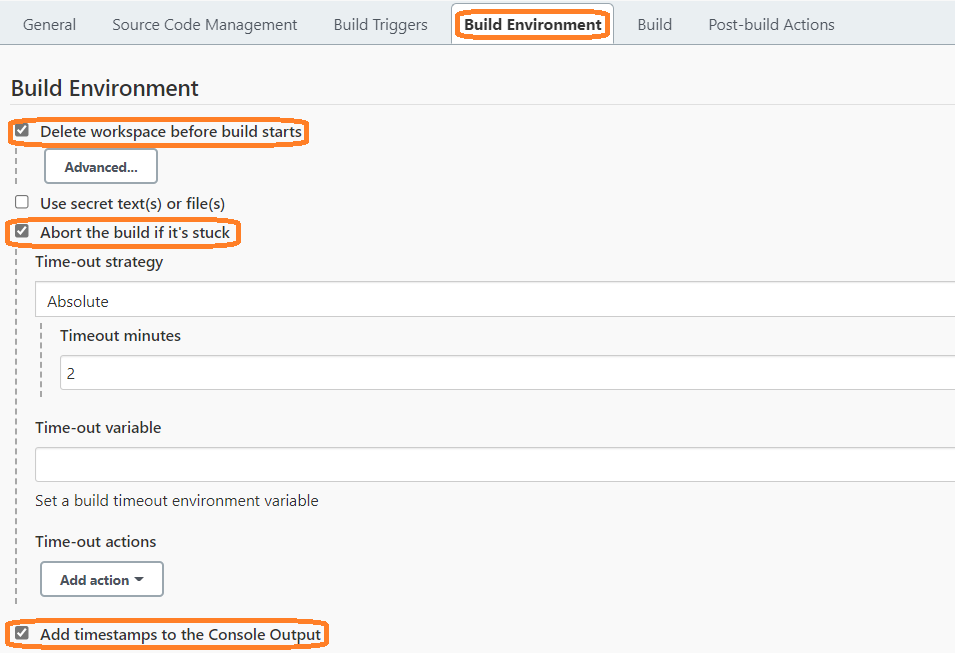 General Source Code Management Build Triggers Build Environment Build Post-build Actions
Build Environment
Delete workspace before build starts
Advanced...
Use secret text(s) or file(s)
Abort the build if it's stuck
Time-out strategy
Absolute
Timeout minutes
2
Time-out variable
Set a build timeout environment variable
Time-out actions
Add action
Add timestamps to the Console Output